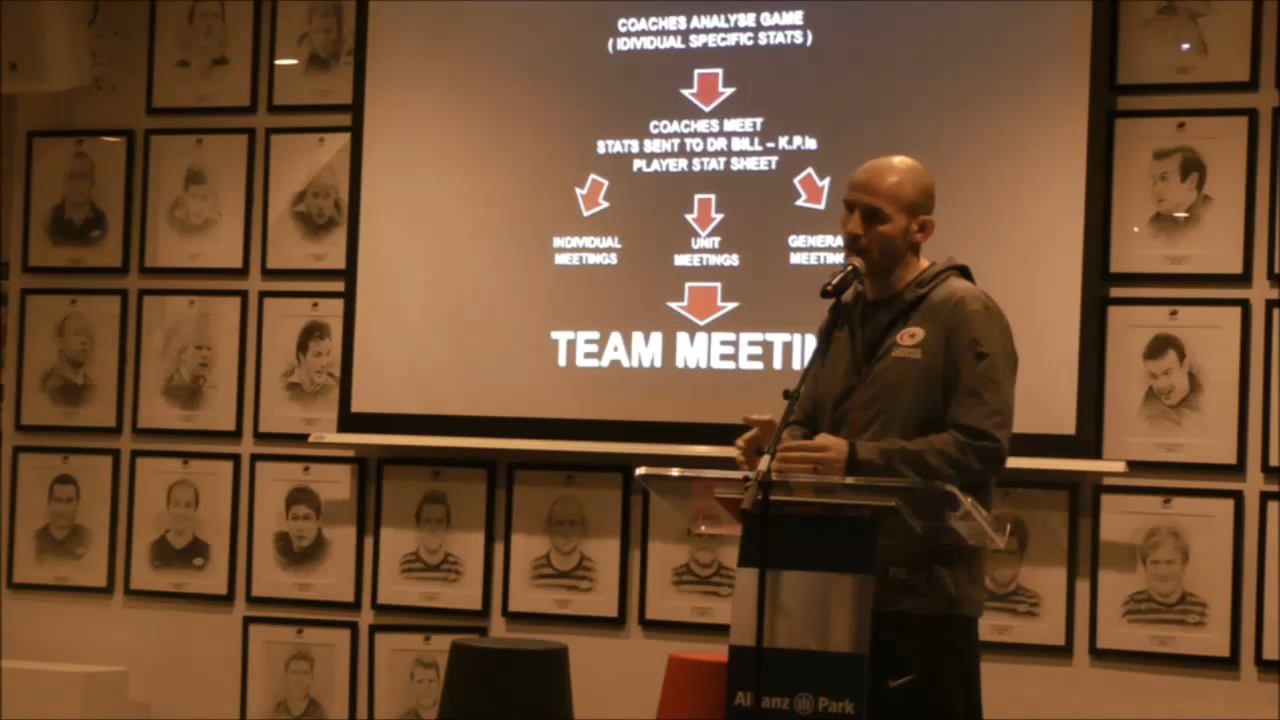 COACHES ANALYSE GAME
( IDIVIDUAL SPECIFIC STATS )
COACHES MEET
STATS SENT TO DR BILL – K.P.Is
PLAYER STAT SHEET
INDIVIDUAL
MEETINGS
UNIT
MEETINGS
GENERA
MEETING
TEAM MEETI
Allianz Park